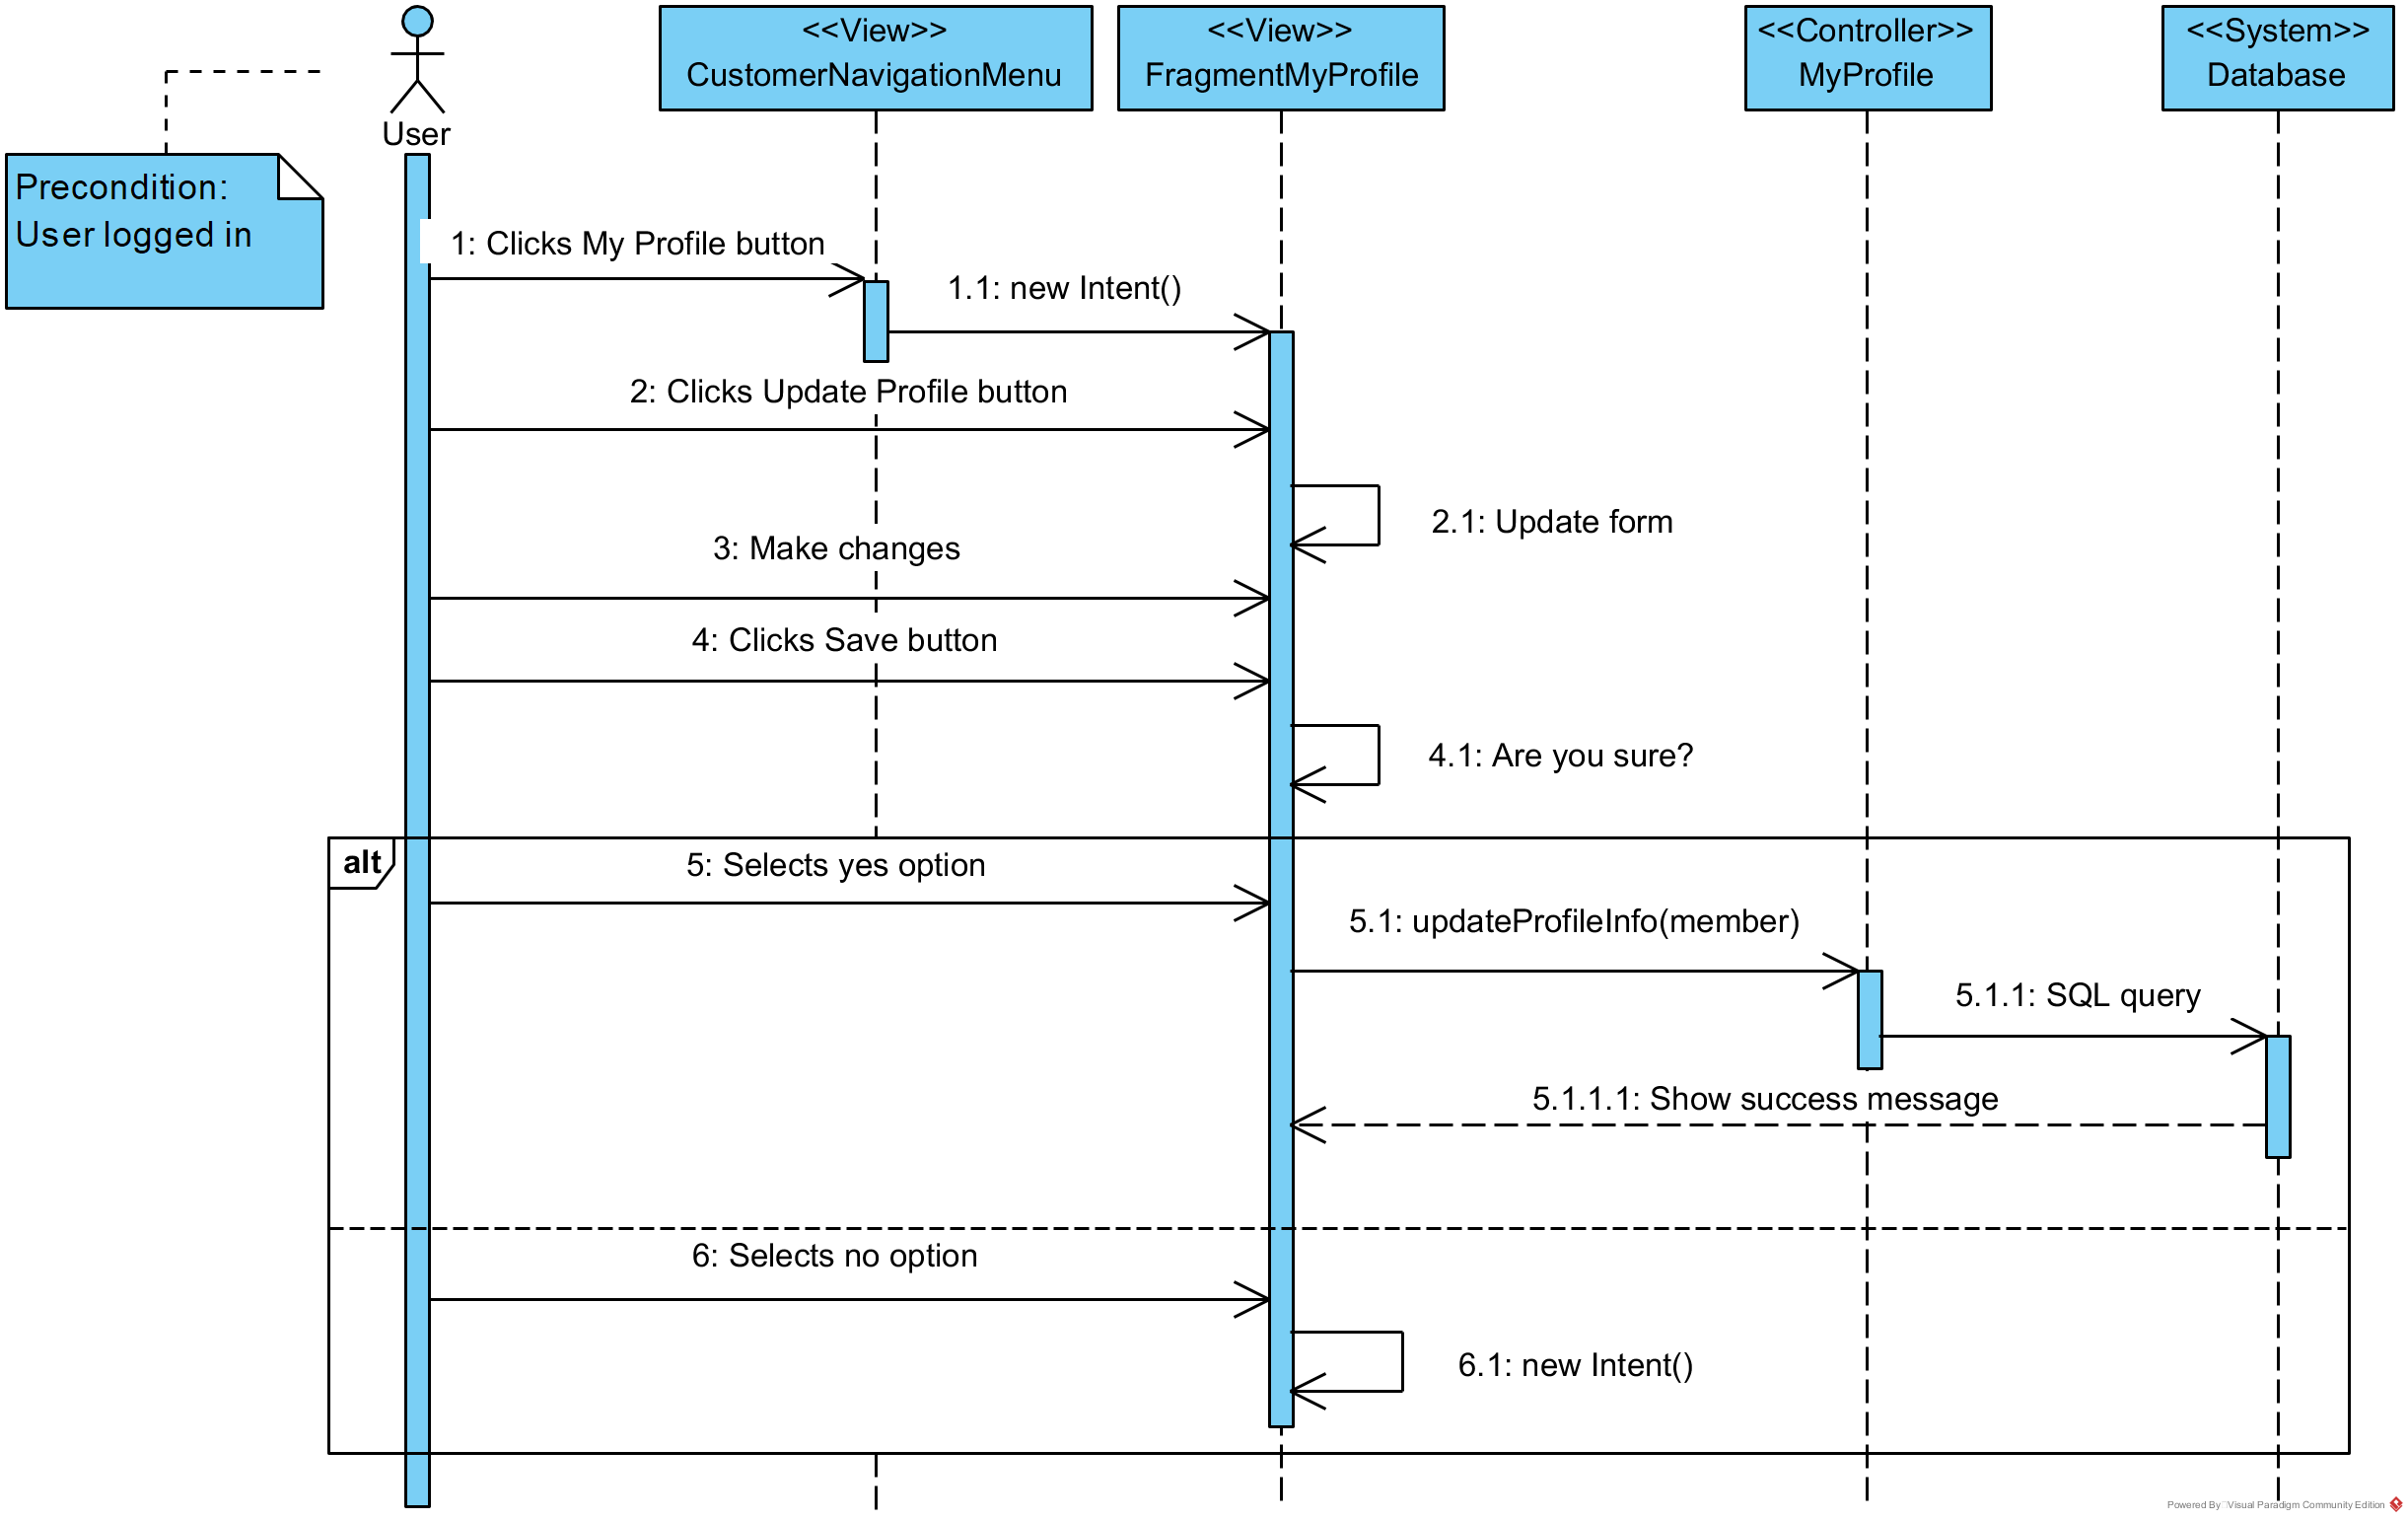 <<View>>
CustomerNavigationMenu
<<View>>
FragmentMyProfile
<<Controller>>
MyProfile
<<System>>
Database
User
Precondition:
User logged in
1: Clicks My Profile button
1.1: new Intent()
2: Clicks Update Profile button
2.1: Update form
3: Make changes
4: Clicks Save button
4.1: Are you sure?
alt
5: Selects yes option
5.1: updateProfileInfo(member)
5.1.1: SQL query
5.1.1.1: Show success message
6: Selects no option
6.1: new Intent()
Powered By Visual Paradigm Community Edition